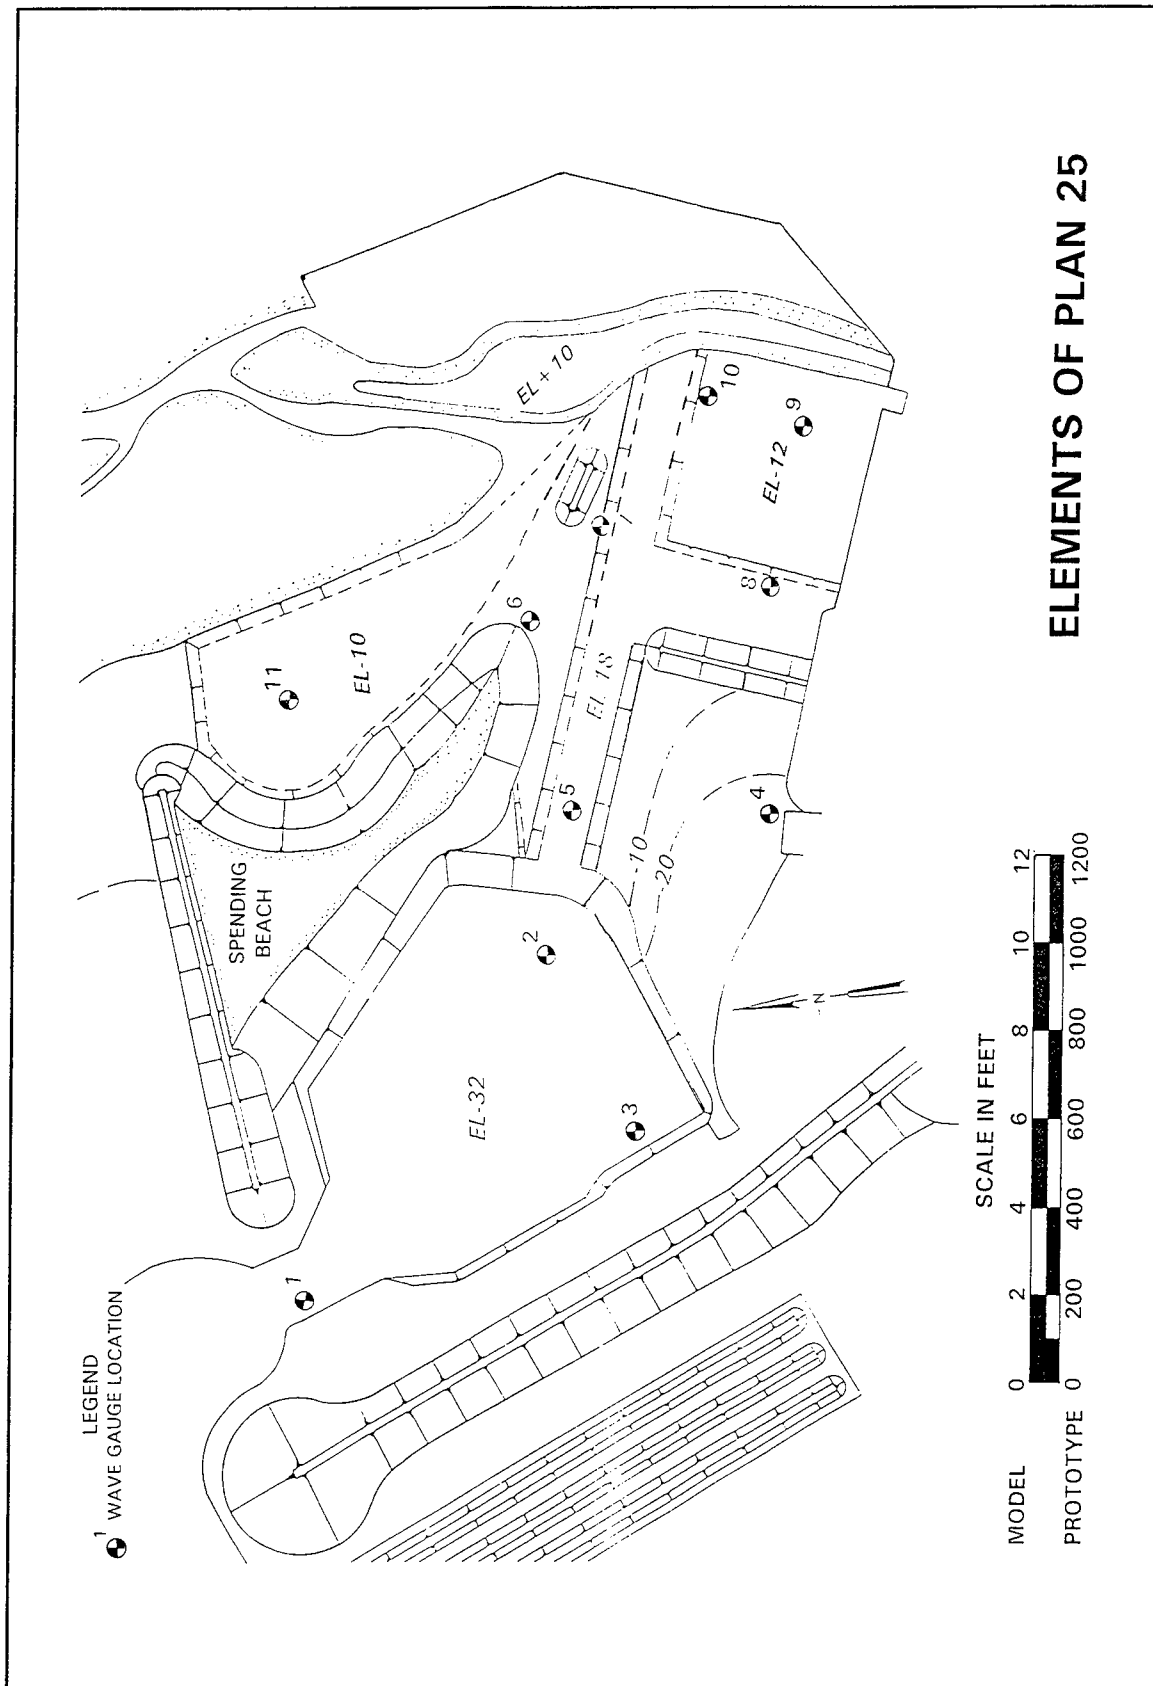 LEGEND
1 WAVE GAUGE LOCATION
1
2
3
4
5
6
8
9
10
11
SPENDING
BEACH
EL-32
EL-10
EL+10
EL-12
-10
-20
N
SCALE IN FEET
MODEL 0 2 4 6 8 10 12
PROTOTYPE 0 200 400 600 800 1000 1200
ELEMENTS OF PLAN 25